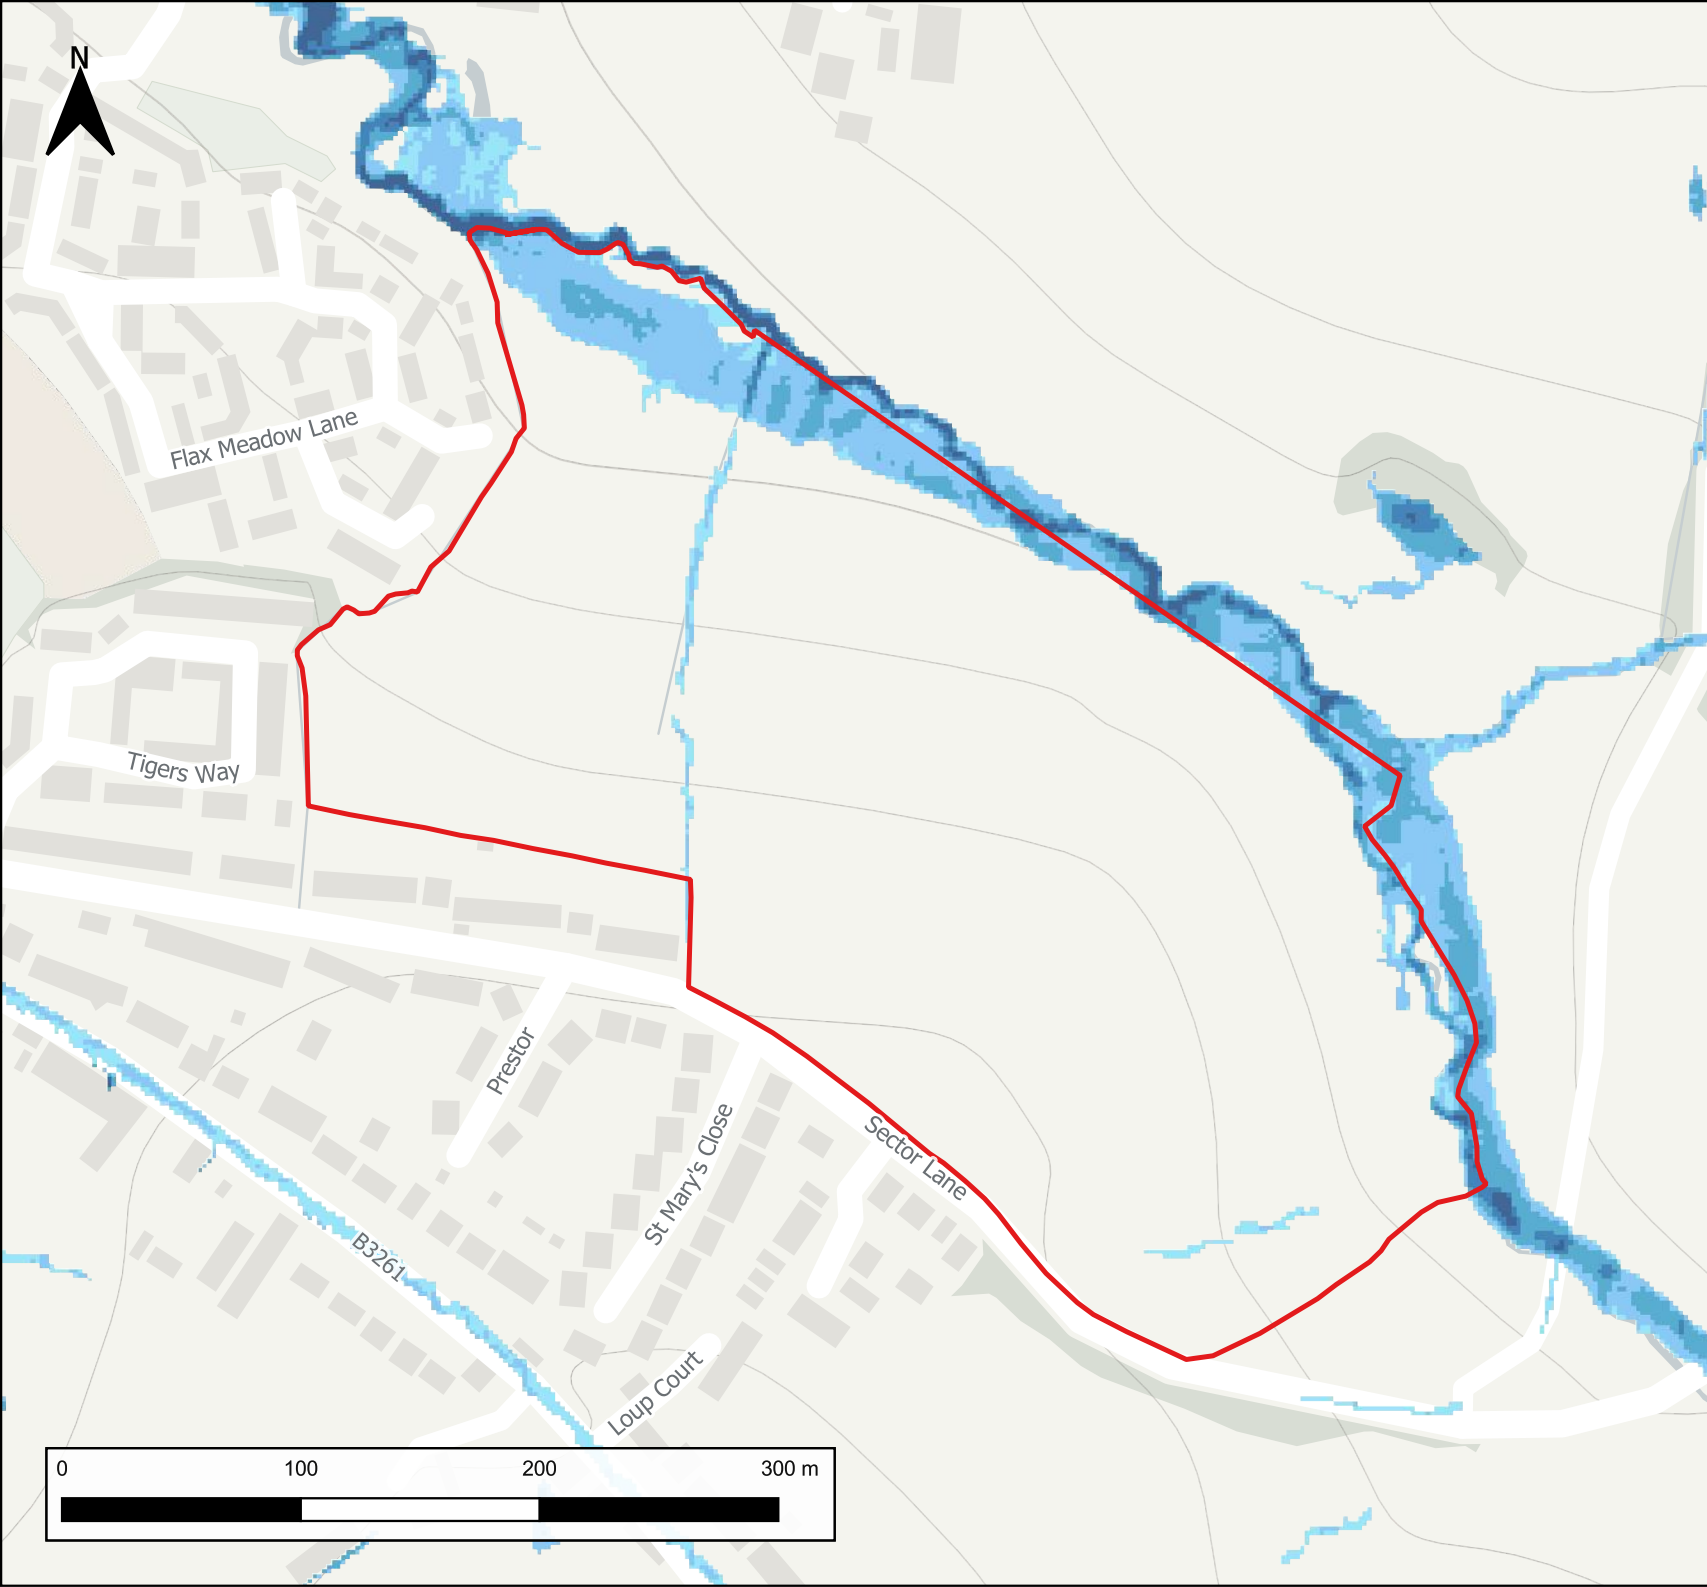 N
Flax Meadow Lane
Tigers Way
Prestor
St Mary's Close
Sector Lane
B3261
Loup Court
0 100 200 300 m